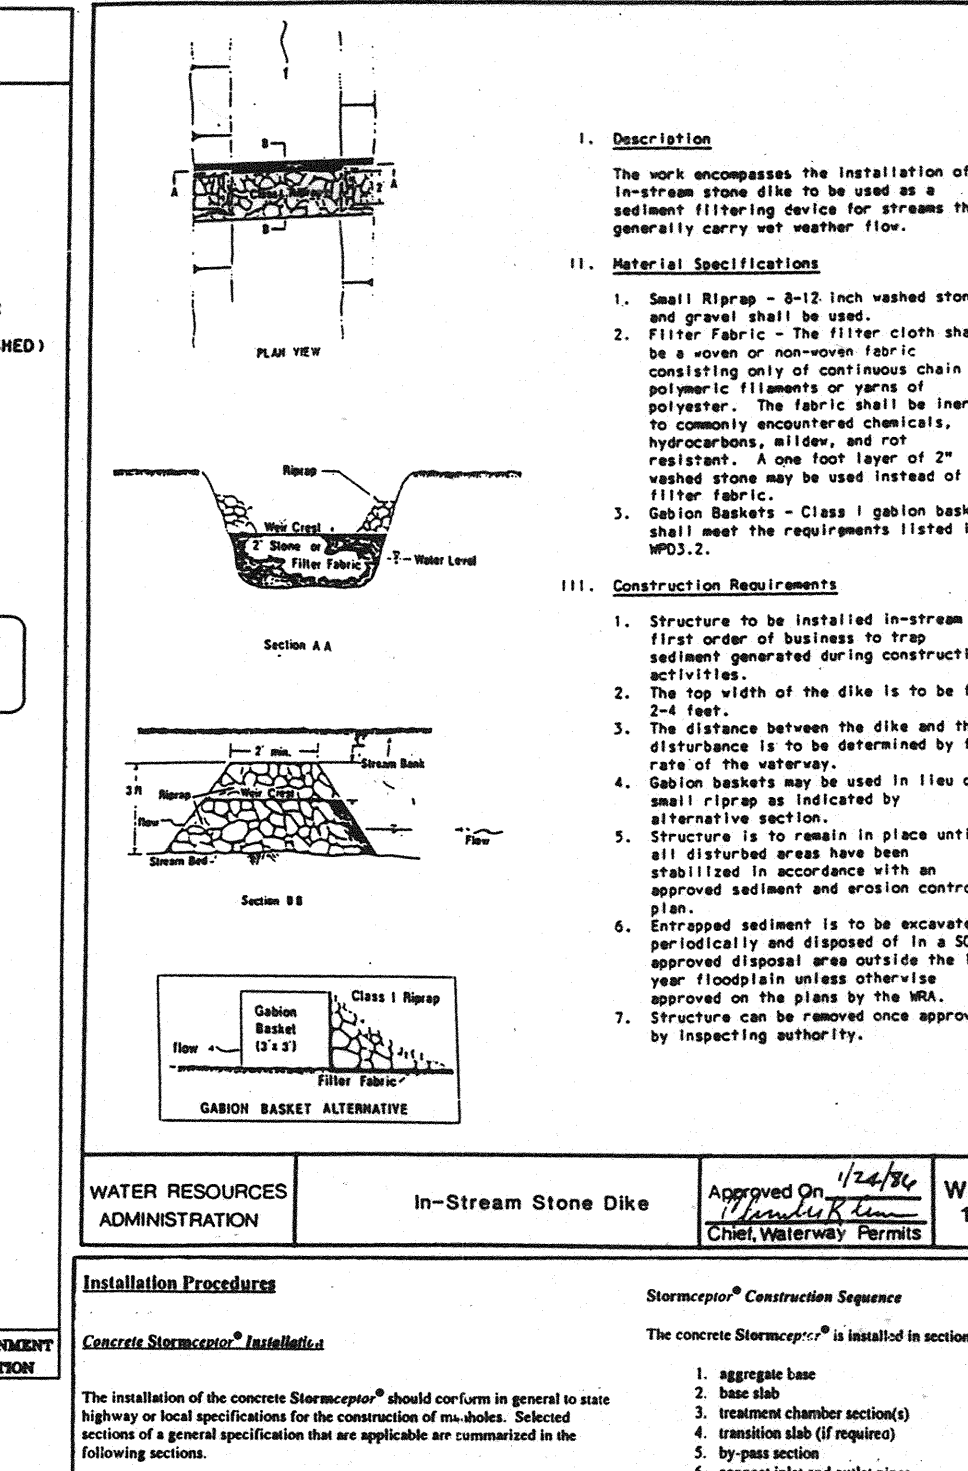 HED)
NMENT
TION
B
A
A
Class I Riprap
2'
B
PLAN VIEW
Riprap
Weir Crest
2" Stone or
Filter Fabric
Water Level
Section A A
2' min.
Stream Bank
3 ft
Riprap
Weir Crest
flow
Flow
Stream Bed
Section B B
Class I Riprap
Gabion
Basket
(3'x 3')
flow
Filter Fabric
GABION BASKET ALTERNATIVE
I. Description
The work encompasses the installation of
in-stream stone dike to be used as a
sediment filtering device for streams th
generally carry wet weather flow.
II. Material Specifications
1. Small Riprap - 8-12 inch washed ston
and gravel shall be used.
2. Filter Fabric - The filter cloth sha
be a woven or non-woven fabric
consisting only of continuous chain
polymeric filaments or yarns of
polyester. The fabric shall be iner
to commonly encountered chemicals,
hydrocarbons, mildew, and rot
resistant. A one foot layer of 2"
washed stone may be used instead of
filter fabric.
3. Gabion Baskets - Class I gabion bask
shall meet the requirements listed i
WPD3.2.
III. Construction Requirements
1. Structure to be installed in-stream
first order of business to trap
sediment generated during constructi
activities.
2. The top width of the dike is to be f
2-4 feet.
3. The distance between the dike and th
disturbance is to be determined by f
rate of the waterway.
4. Gabion baskets may be used in lieu o
small riprap as indicated by
alternative section.
5. Structure is to remain in place unti
all disturbed areas have been
stabilized in accordance with an
approved sediment and erosion contro
plan.
6. Entrapped sediment is to be excavate
periodically and disposed of in a SC
approved disposal area outside the 1
year floodplain unless otherwise
approved on the plans by the WRA.
7. Structure can be removed once approv
by inspecting authority.
WATER RESOURCES
ADMINISTRATION
In-Stream Stone Dike
Approved On 1/24/86
Chief, Waterway Permits
W
1
Installation Procedures
Concrete Stormceptor® Installation
The installation of the concrete Stormceptor® should conform in general to state
highway or local specifications for the construction of manholes. Selected
sections of a general specification that are applicable are summarized in the
following sections.
Stormceptor® Construction Sequence
The concrete Stormceptor® is installed in section
1. aggregate base
2. base slab
3. treatment chamber section(s)
4. transition slab (if required)
5. by-pass section
6. connect inlet and outlet pipes